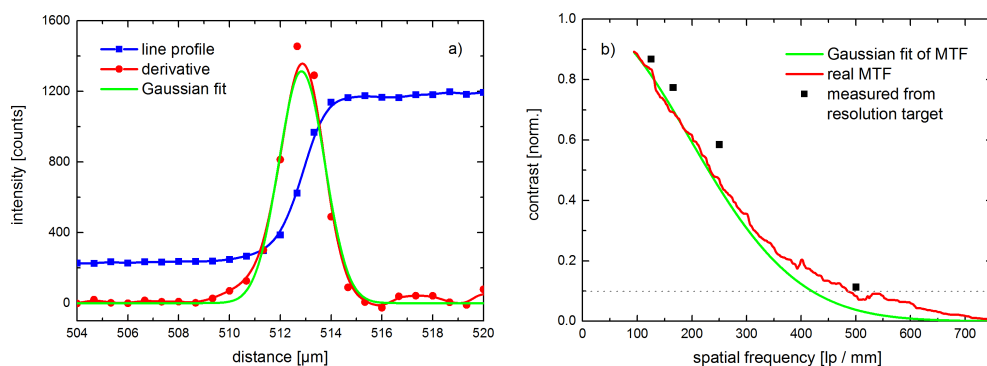 a)
line profile
derivative
Gaussian fit
intensity [counts]
1600
1200
800
400
0
504 506 508 510 512 514 516 518 520
distance [µm]
b)
Gaussian fit of MTF
real MTF
measured from
resolution target
contrast [norm.]
1.0
0.8
0.6
0.4
0.2
0.0
0 100 200 300 400 500 600 700
spatial frequency [lp / mm]